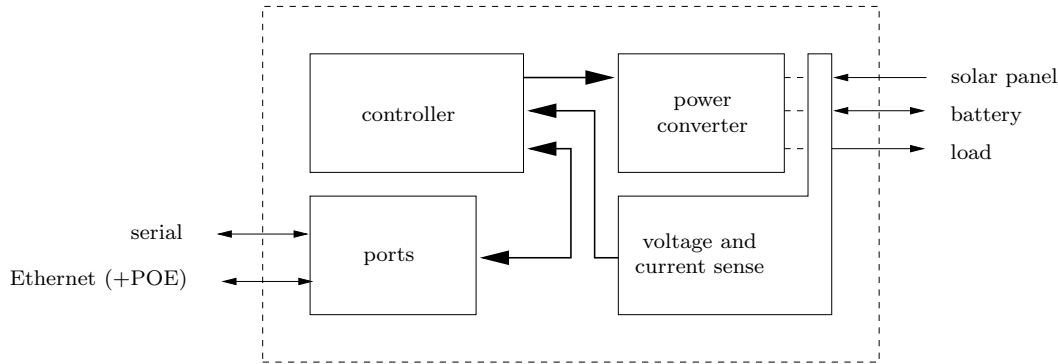 controller
power
converter
solar panel
battery
load
serial
Ethernet (+POE)
ports
voltage and
current sense